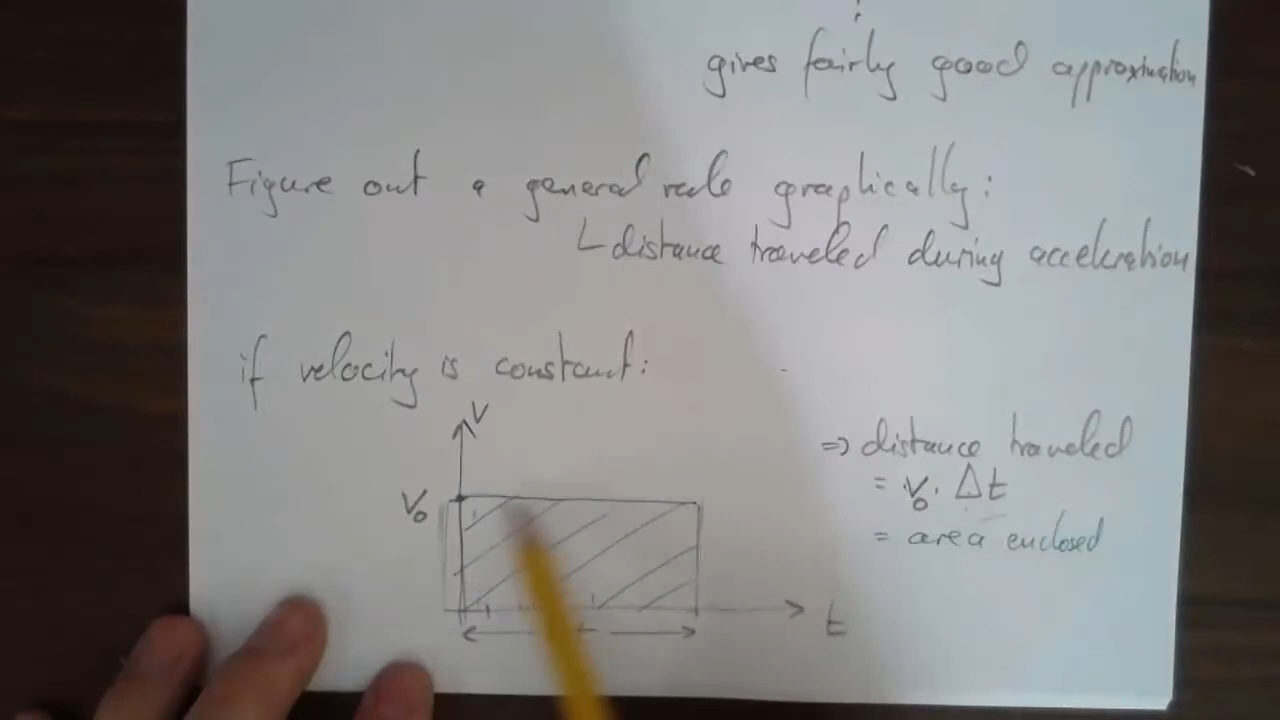 gives fairly good approximation
Figure out a general rule graphically:
distance traveled during acceleration
if velocity is constant:
V
V₀
t
=> distance traveled
= V₀ · Δt
= area enclosed